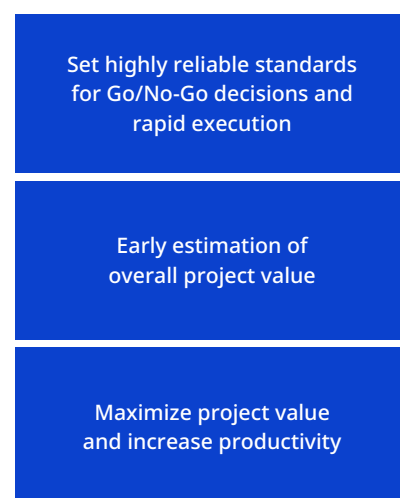 Set highly reliable standards
for Go/No-Go decisions and
rapid execution
Early estimation of
overall project value
Maximize project value
and increase productivity